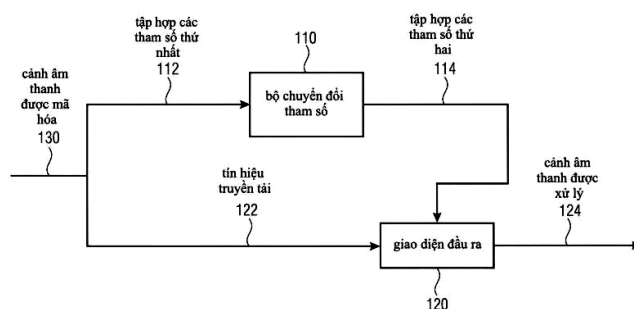 tập hợp các
tham số thứ
nhất
112
110
tập hợp các
tham số thứ
hai
114
cảnh âm
thanh được mã
hóa
130
bộ chuyển đổi
tham số
tín hiệu
truyền tải
122
cảnh âm
thanh được
xử lý
124
giao diện đầu ra
120